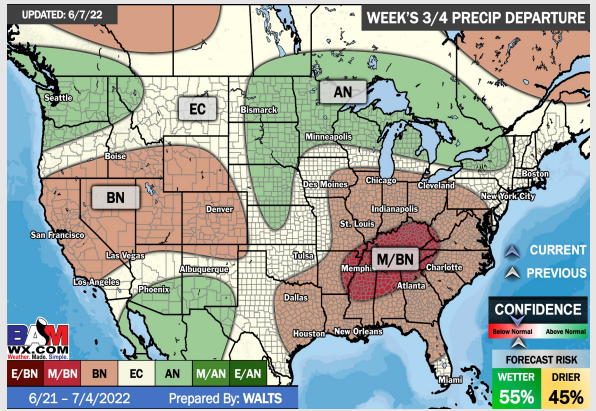 UPDATED: 6/7/22
WEEK'S 3/4 PRECIP DEPARTURE
Seattle
EC
Bismarck
AN
Minneapolis
Boise
Boston
Des Moines
Chicago
Cleveland
New York City
BN
Denver
Indianapolis
San Francisco
St. Louis
Las Vegas
Tulsa
M/BN
CURRENT
Albuquerque
Memphis
Charlotte
PREVIOUS
Los Angeles
Phoenix
Atlanta
Dallas
CONFIDENCE
Houston
New Orleans
Below Normal
Above Normal
BAM
WX.COM
Weather. Made. Simple.
FORECAST RISK
E/BN
M/BN
BN
EC
AN
M/AN
E/AN
Miami
WETTER
DRIER
6/21 - 7/4/2022
Prepared By: WALTS
55%
45%